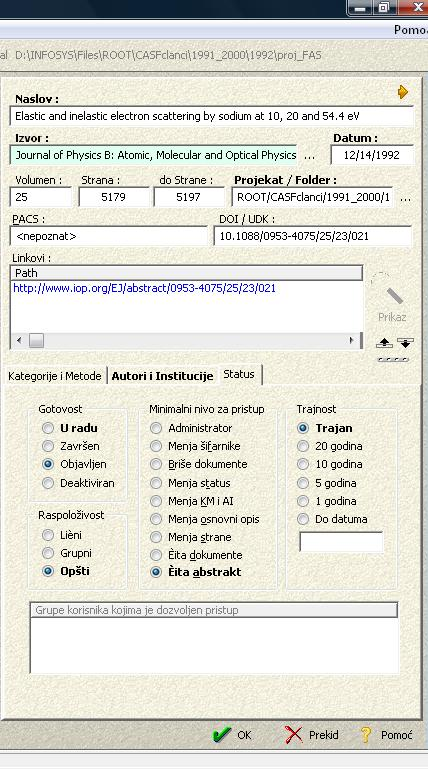 Pomoć
al D:\INFOSYS\Files\ROOT\CASFclanci\1991_2000\1992\proj_FAS
Naslov :
Elastic and inelastic electron scattering by sodium at 10, 20 and 54.4 eV
Izvor : Datum :
Journal of Physics B: Atomic, Molecular and Optical Physics ... 12/14/1992
Volumen : Strana : do Strane : Projekat / Folder :
25 5179 5197 ROOT/CASFclanci/1991_2000/1 ...
PACS : DOI / UDK :
<nepoznat> 10.1088/0953-4075/25/23/021
Linkovi :
Path
http://www.iop.org/EJ/abstract/0953-4075/25/23/021
Prikaz
Kategorije i Metode Autori i Institucije Status
Gotovost Minimalni nivo za pristup Trajnost
U radu Administrator Trajan
Završen Menja šifarnike 20 godina
Objavljen Briše dokumente 10 godina
Deaktiviran Menja status 5 godina
Menja KM i AI 1 godina
Raspoloživost Menja osnovni opis Do datuma
Lièni Menja strane
Grupni Èita dokumente
Opšti Èita abstrakt
Grupe korisnika kojima je dozvoljen pristup
OK Prekid Pomoć